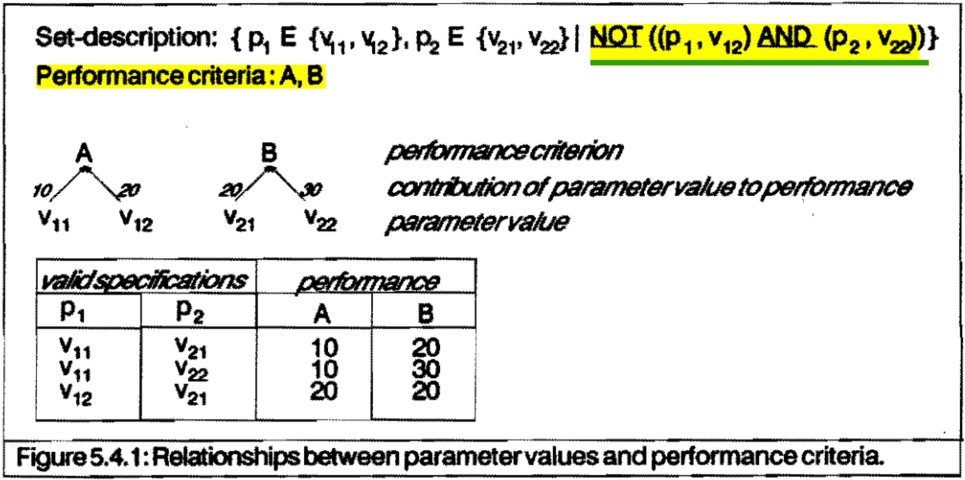 Set-description: { p₁ E {v₁₁, v₁₂}, p₂ E {v₂₁, v₂₂} | NOT ((p₁, v₁₂) AND (p₂, v₂₂))}
Performance criteria: A, B
A B performance criterion
10 20 20 30 contribution of parameter value to performance
v₁₁ v₁₂ v₂₁ v₂₂ parameter value
valid specifications performance
p₁ p₂ A B
v₁₁ v₂₁ 10 20
v₁₁ v₂₂ 10 30
v₁₂ v₂₁ 20 20
Figure 5.4.1: Relationships between parameter values and performance criteria.